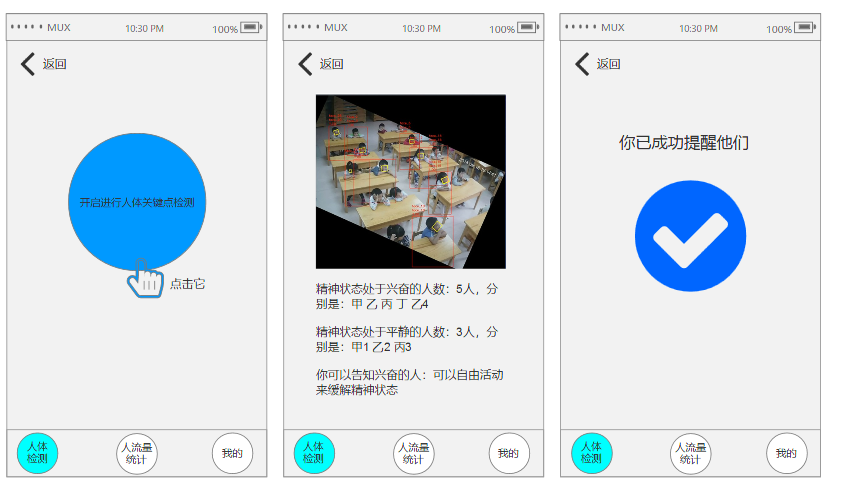 MUX 10:30 PM 100%
返回
开启进行人体关键点检测
点击它
人体
检测
人流量
统计
我的
MUX 10:30 PM 100%
返回
精神状态处于兴奋的人数：5人，分
别是：甲 乙 丙 丁 乙4
精神状态处于平静的人数：3人，分
别是：甲1 乙2 丙3
你可以告知兴奋的人：可以自由活动
来缓解精神状态
人体
检测
人流量
统计
我的
MUX 10:30 PM 100%
返回
你已成功提醒他们
人体
检测
人流量
统计
我的